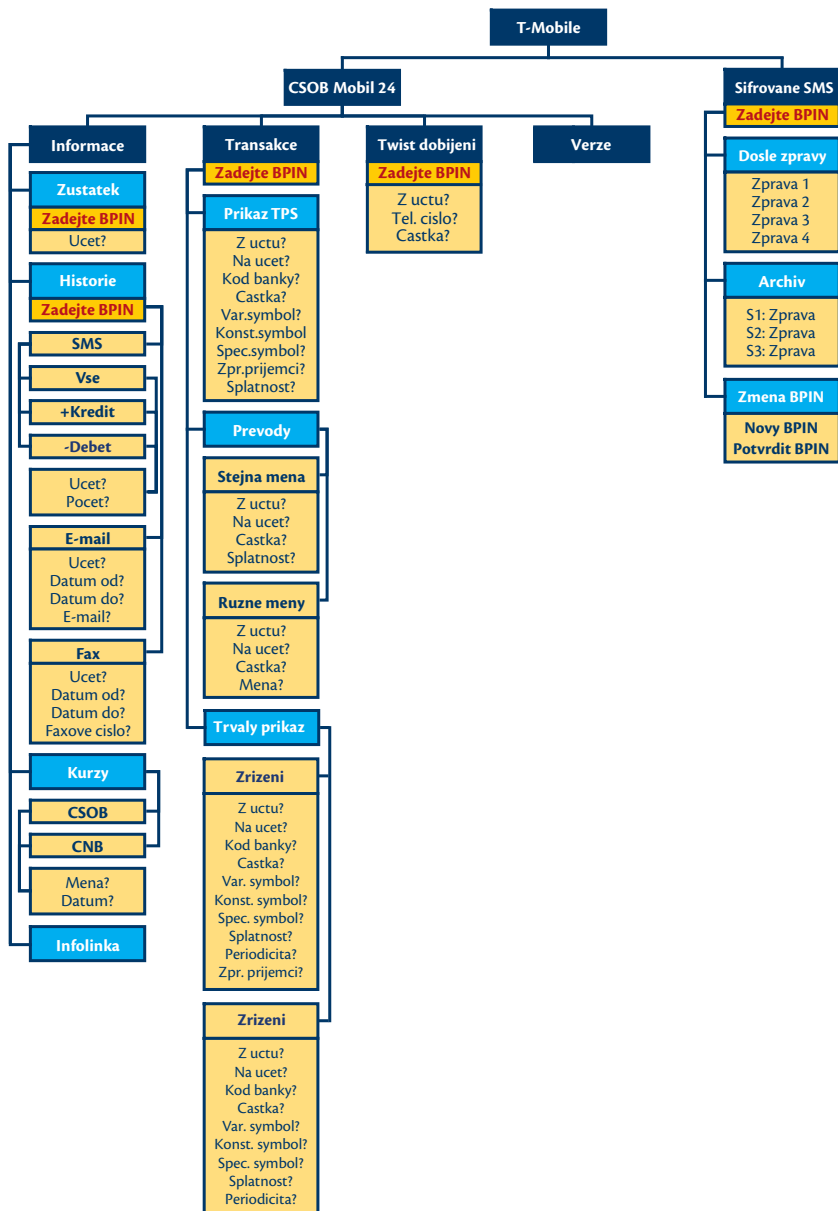 T-Mobile
CSOB Mobil 24
Informace
Zustatek
Zadejte BPIN
Ucet?
Historie
Zadejte BPIN
SMS
Vse
+Kredit
-Debet
Ucet?
Pocet?
E-mail
Ucet?
Datum od?
Datum do?
E-mail?
Fax
Ucet?
Datum od?
Datum do?
Faxove cislo?
Kurzy
CSOB
CNB
Mena?
Datum?
Infolinka
Transakce
Zadejte BPIN
Prikaz TPS
Z uctu?
Na ucet?
Kod banky?
Castka?
Var.symbol?
Konst.symbol
Spec.symbol?
Zpr.prijemci?
Splatnost?
Prevody
Stejna mena
Z uctu?
Na ucet?
Castka?
Splatnost?
Ruzne meny
Z uctu?
Na ucet?
Castka?
Mena?
Trvaly prikaz
Zrizeni
Z uctu?
Na ucet?
Kod banky?
Castka?
Var. symbol?
Konst. symbol?
Spec. symbol?
Splatnost?
Periodicita?
Zpr. prijemci?
Zrizeni
Z uctu?
Na ucet?
Kod banky?
Castka?
Var. symbol?
Konst. symbol?
Spec. symbol?
Splatnost?
Periodicita?
Twist dobijeni
Zadejte BPIN
Z uctu?
Tel. cislo?
Castka?
Verze
Sifrovane SMS
Zadejte BPIN
Dosle zpravy
Zprava 1
Zprava 2
Zprava 3
Zprava 4
Archiv
S1: Zprava
S2: Zprava
S3: Zprava
Zmena BPIN
Novy BPIN
Potvrdit BPIN